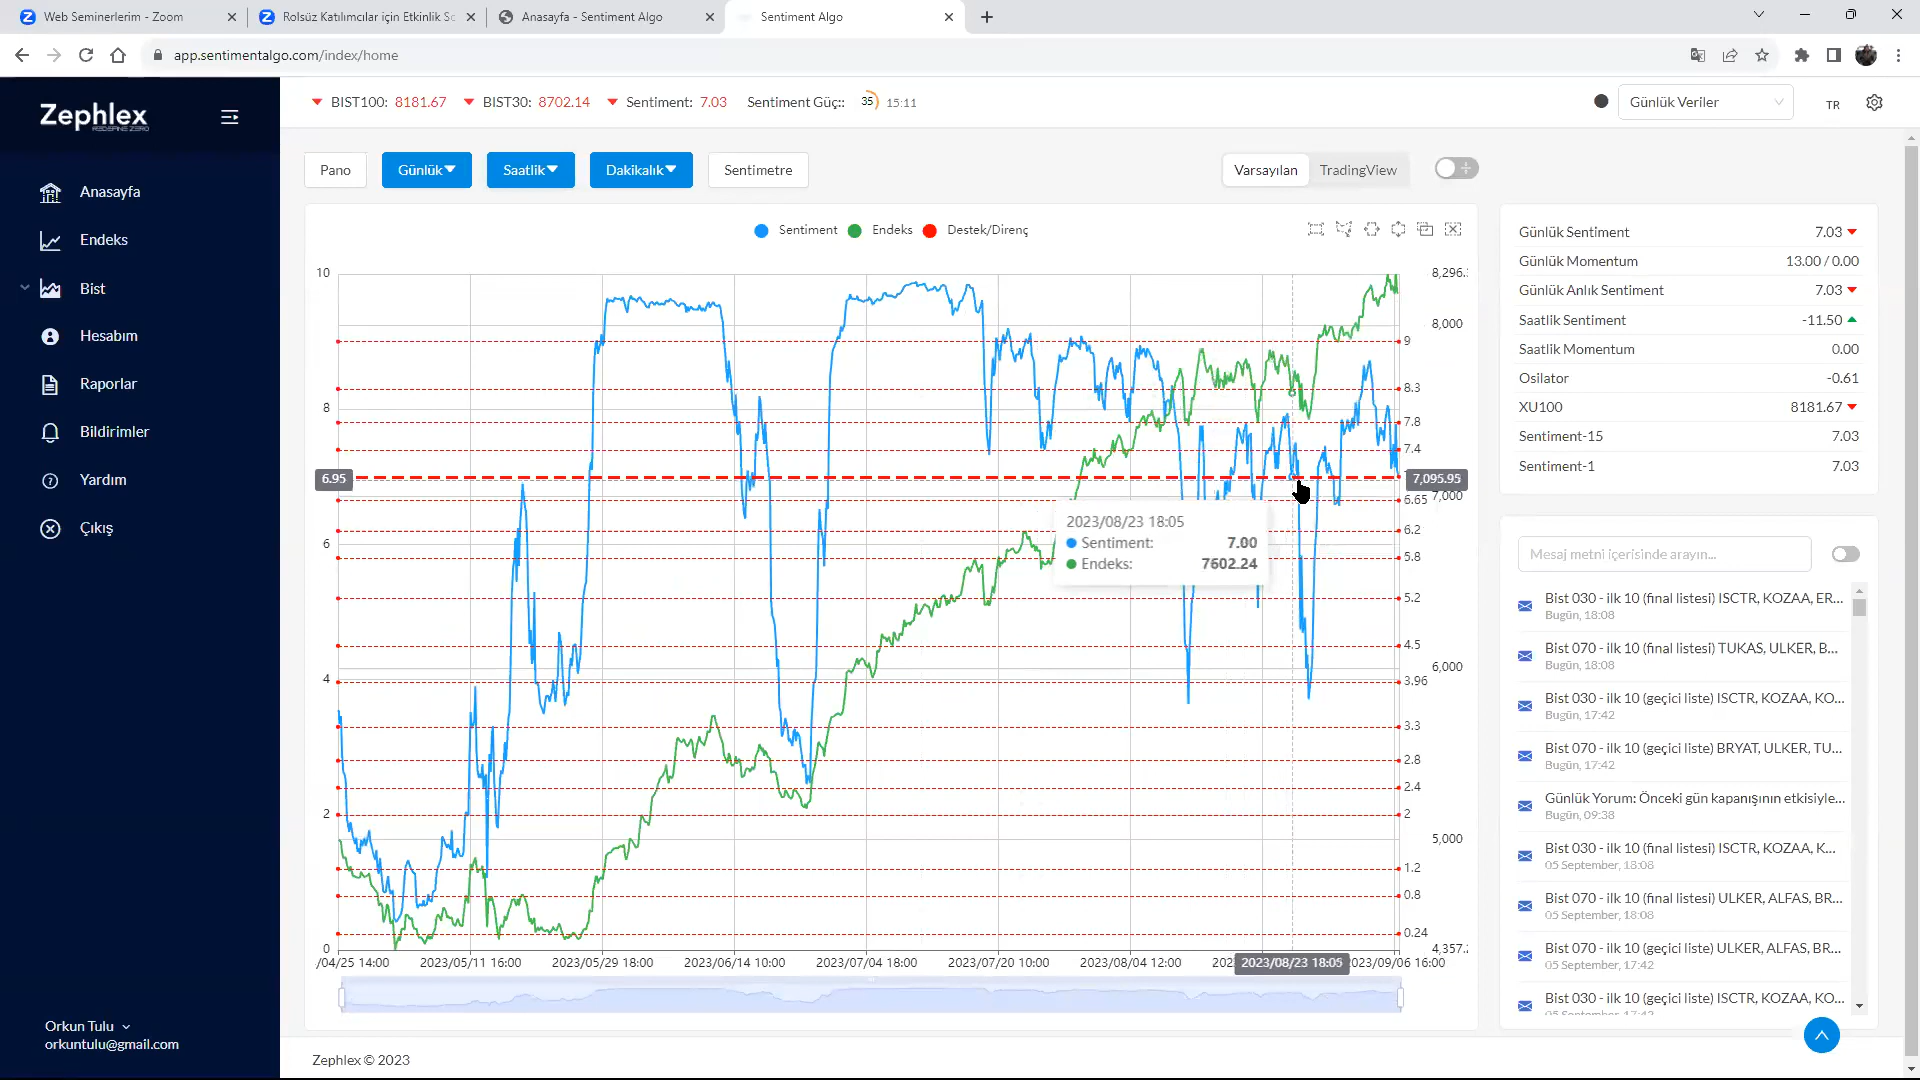 Web Seminerlerim - Zoom
Rolsüz Katılımcılar için Etkinlik Sc
Anasayfa - Sentiment Algo
Sentiment Algo
app.sentimentalgo.com/index/home
Zephlex
BIST100: 8181.67 BIST30: 8702.14 Sentiment: 7.03 Sentiment Güç:: 35 15:11
Günlük Veriler
TR
Anasayfa
Endeks
Bist
Hesabım
Raporlar
Bildirimler
Yardım
Çıkış
Orkun Tulu
orkuntulu@gmail.com
Pano
Günlük
Saatlik
Dakikalık
Sentimetre
Varsayılan
TradingView
Sentiment Endeks Destek/Direnç
10
8
6
4
2
0
6.95
8,296.
8,000
9
8.3
7.8
7.4
7,095.95
7,000
6.65
6.2
5.8
5.2
4.5
6,000
3.96
3.3
2.8
2.4
2
5,000
1.2
0.8
0.24
4,357.
2023/08/23 18:05
Sentiment: 7.00
Endeks: 7602.24
/04/25 14:00 2023/05/11 16:00 2023/05/29 18:00 2023/06/14 10:00 2023/07/04 18:00 2023/07/20 10:00 2023/08/04 12:00 202 2023/08/23 18:05 2023/09/06 16:00
Günlük Sentiment 7.03
Günlük Momentum 13.00 / 0.00
Günlük Anlık Sentiment 7.03
Saatlik Sentiment -11.50
Saatlik Momentum 0.00
Osilator -0.61
XU100 8181.67
Sentiment-15 7.03
Sentiment-1 7.03
Mesaj metni içerisinde arayın...
Bist 030 - ilk 10 (final listesi) ISCTR, KOZAA, ER...
Bugün, 18:08
Bist 070 - ilk 10 (final listesi) TUKAS, ULKER, B...
Bugün, 18:08
Bist 030 - ilk 10 (geçici liste) ISCTR, KOZAA, KO...
Bugün, 17:42
Bist 070 - ilk 10 (geçici liste) BRYAT, ULKER, TU...
Bugün, 17:42
Günlük Yorum: Önceki gün kapanışının etkisiyle...
Bugün, 09:38
Bist 030 - ilk 10 (final listesi) ISCTR, KOZAA, K...
05 September, 18:08
Bist 070 - ilk 10 (final listesi) ULKER, ALFAS, BR...
05 September, 18:08
Bist 070 - ilk 10 (geçici liste) ULKER, ALFAS, BR...
05 September, 17:42
Bist 030 - ilk 10 (geçici liste) ISCTR, KOZAA, KO...
05 September, 17:42
Zephlex © 2023